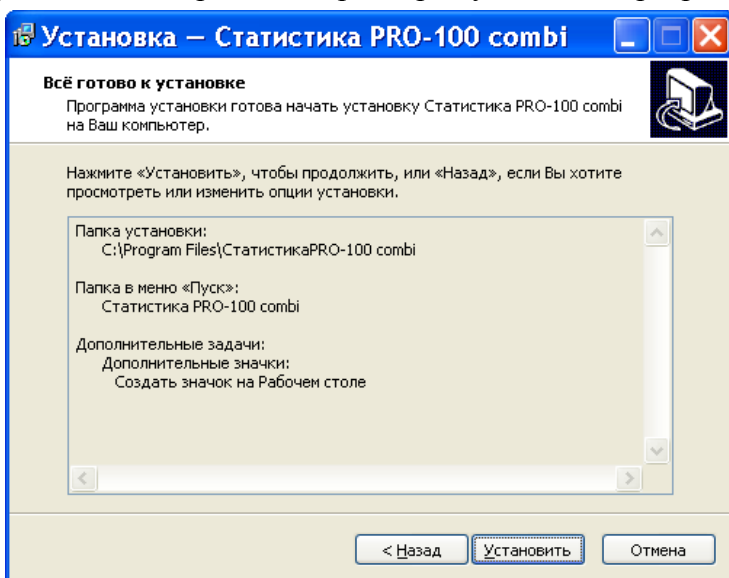 Установка — Статистика PRO-100 combi
Всё готово к установке
Программа установки готова начать установку Статистика PRO-100 combi
на Ваш компьютер.
Нажмите «Установить», чтобы продолжить, или «Назад», если Вы хотите
просмотреть или изменить опции установки.
Папка установки:
C:\Program Files\СтатистикаPRO-100 combi
Папка в меню «Пуск»:
Статистика PRO-100 combi
Дополнительные задачи:
Дополнительные значки:
Создать значок на Рабочем столе
< Назад
Установить
Отмена